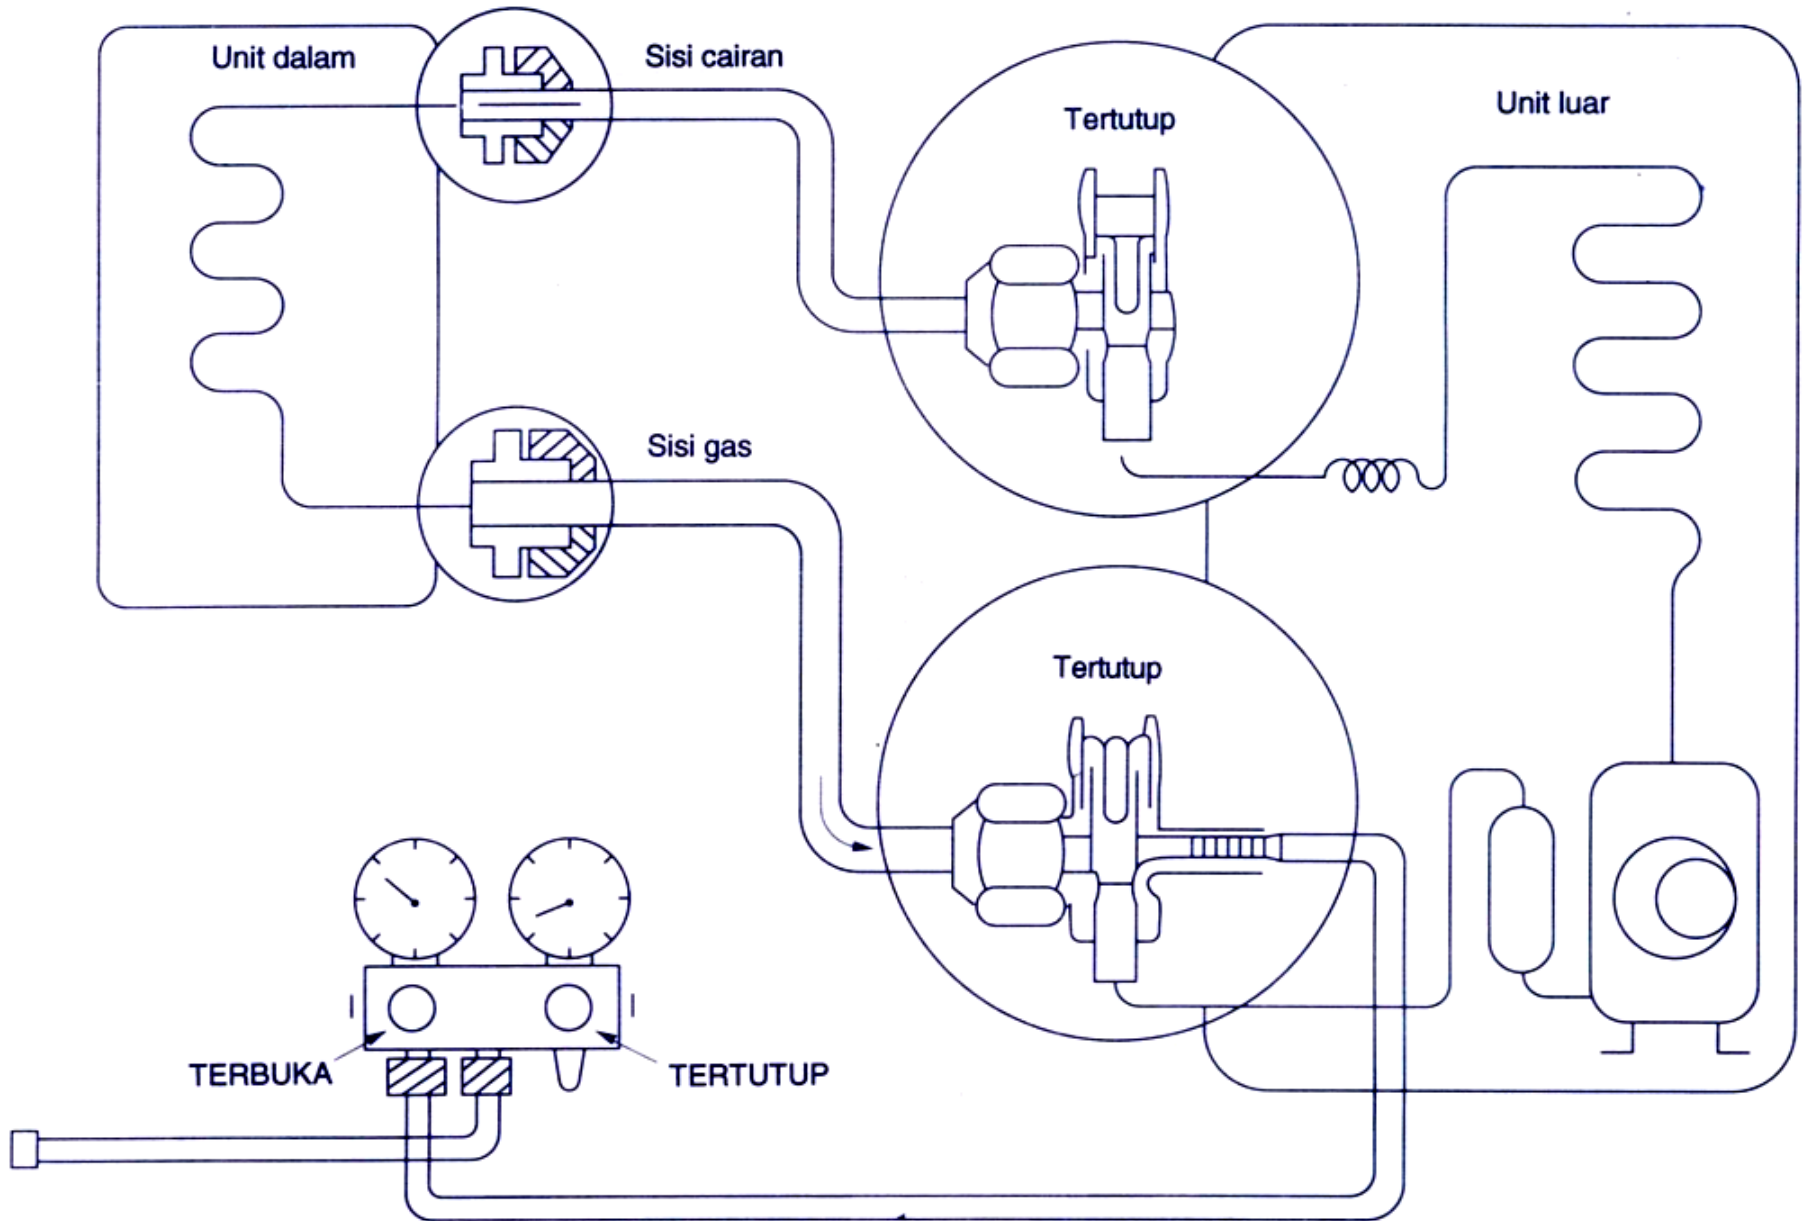 Unit dalam
Sisi cairan
Tertutup
Unit luar
Sisi gas
Tertutup
TERBUKA
TERTUTUP